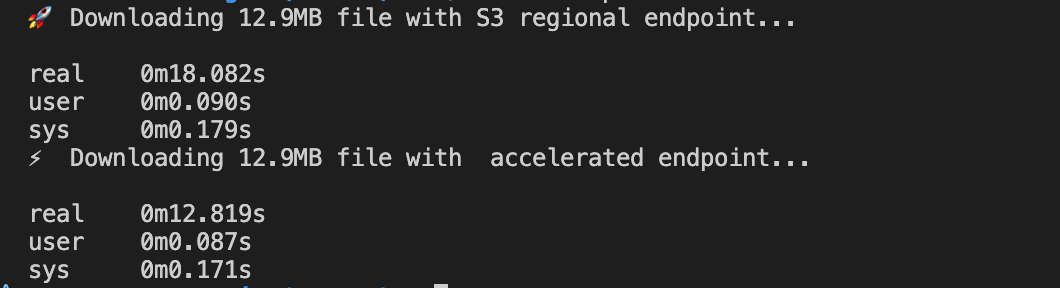 🚀 Downloading 12.9MB file with S3 regional endpoint...
real 0m18.082s
user 0m0.090s
sys 0m0.179s
⚡ Downloading 12.9MB file with  accelerated endpoint...
real 0m12.819s
user 0m0.087s
sys 0m0.171s